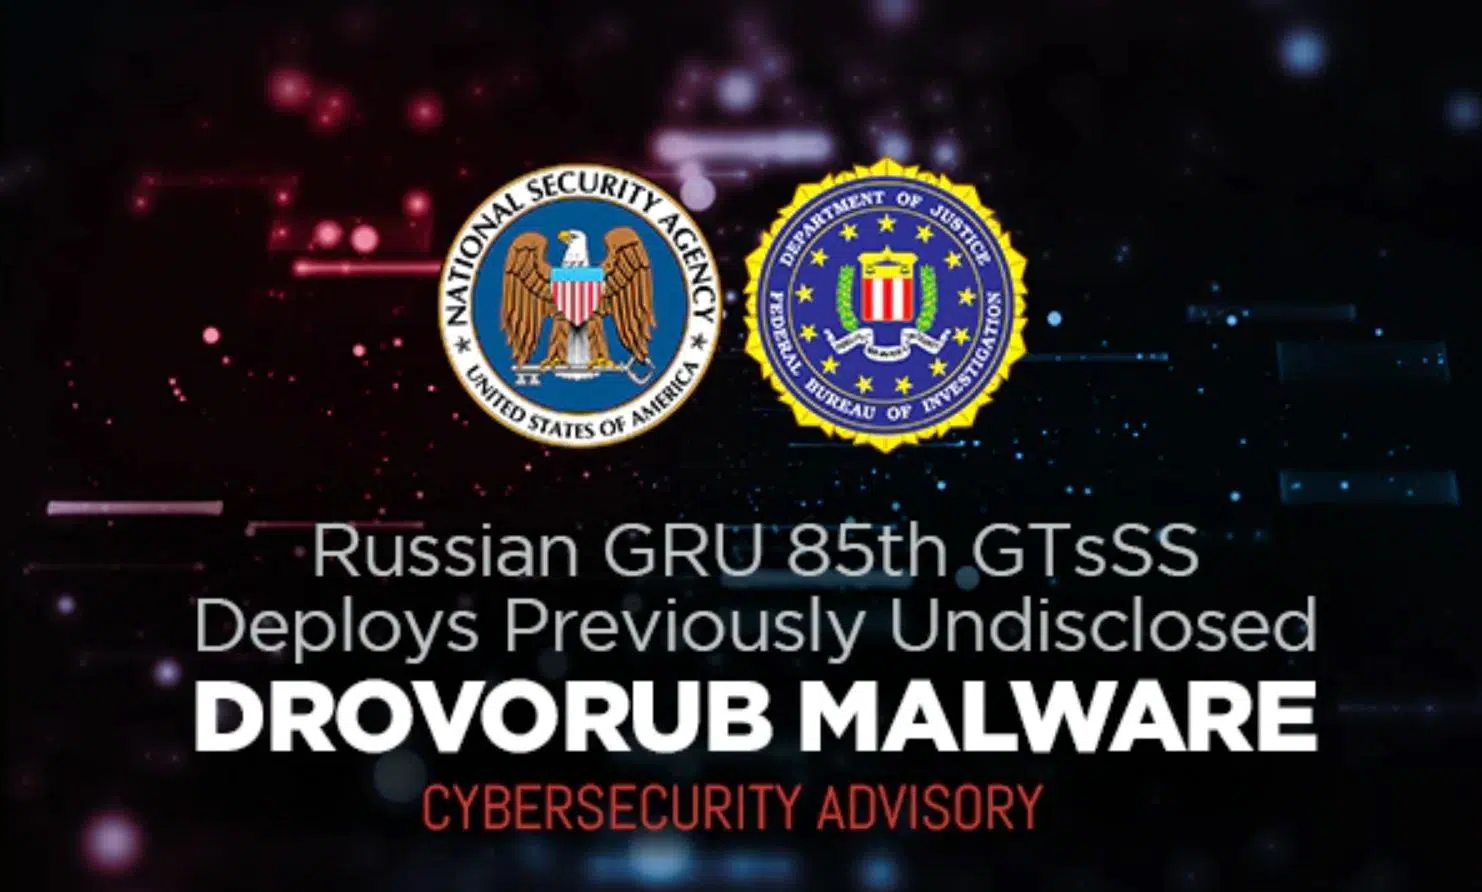 NATIONAL SECURITY AGENCY
UNITED STATES OF AMERICA
DEPARTMENT OF JUSTICE
FEDERAL BUREAU OF INVESTIGATION
Russian GRU 85th GTsSS
Deploys Previously Undisclosed
DROVORUB MALWARE
CYBERSECURITY ADVISORY